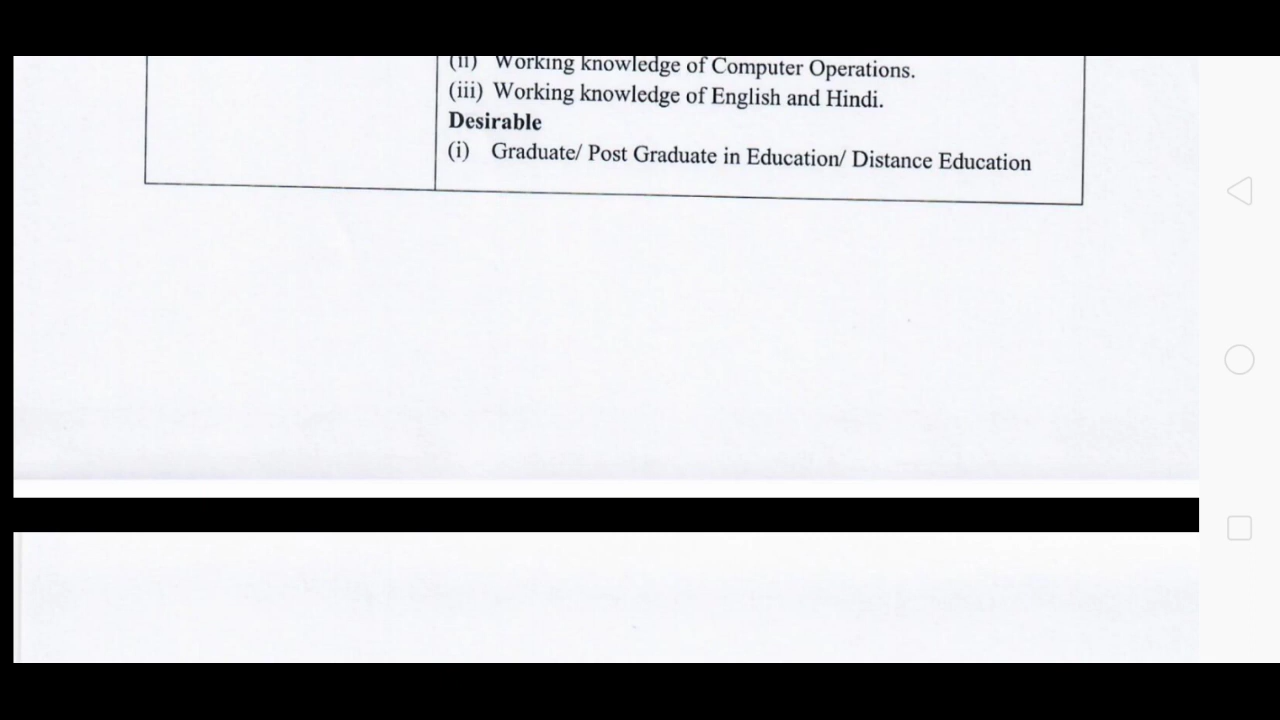 (ii) Working knowledge of Computer Operations.
(iii) Working knowledge of English and Hindi.
Desirable
(i) Graduate/ Post Graduate in Education/ Distance Education